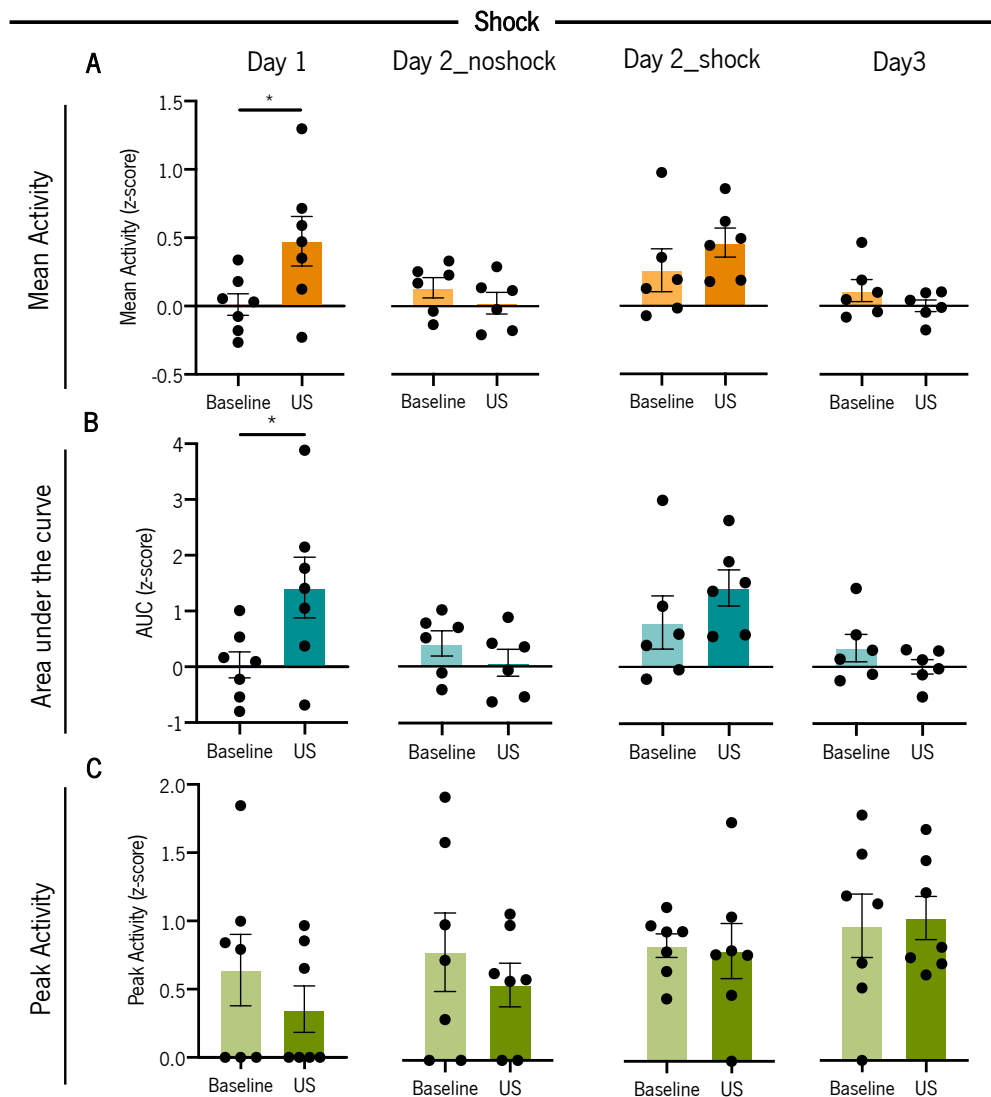 Shock
A
Day 1
Day 2_noshock
Day 2_shock
Day3
Mean Activity
Mean Activity (z-score)
1.5
1.0
0.5
0.0
-0.5
*
Baseline US
Baseline US
Baseline US
Baseline US
B
Area under the curve
AUC (z-score)
4
3
2
1
0
-1
*
Baseline US
Baseline US
Baseline US
Baseline US
C
Peak Activity
Peak Activity (z-score)
2.0
1.5
1.0
0.5
0.0
Baseline US
Baseline US
Baseline US
Baseline US